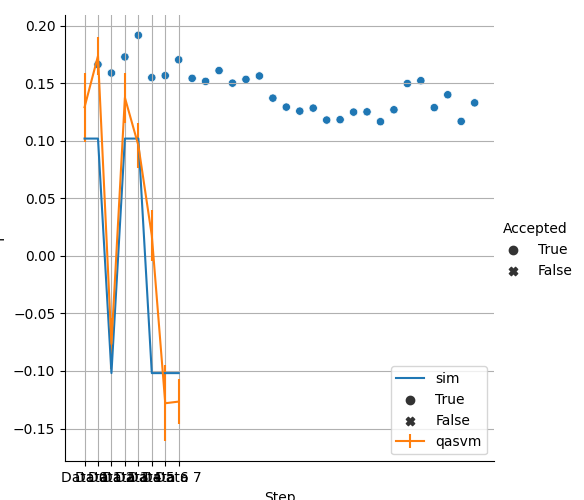 0.20
0.15
0.10
0.05
0.00
−0.05
−0.10
−0.15
Step
Accepted
True
False
sim
True
False
qasvm